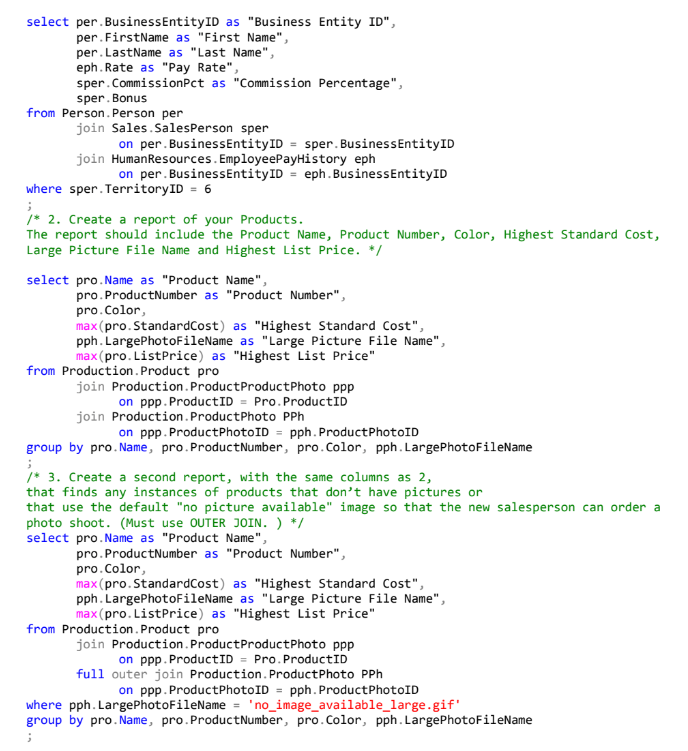 select per.BusinessEntityID as "Business Entity ID",
per.FirstName as "First Name",
per.LastName as "Last Name",
eph.Rate as "Pay Rate",
sper.CommissionPct as "Commission Percentage",
sper.Bonus
from Person.Person per
join Sales.SalesPerson sper
on per.BusinessEntityID = sper.BusinessEntityID
join HumanResources.EmployeePayHistory eph
on per.BusinessEntityID = eph.BusinessEntityID
where sper.TerritoryID = 6
;
/* 2. Create a report of your Products.
The report should include the Product Name, Product Number, Color, Highest Standard Cost,
Large Picture File Name and Highest List Price. */
select pro.Name as "Product Name",
pro.ProductNumber as "Product Number",
pro.Color,
max(pro.StandardCost) as "Highest Standard Cost",
pph.LargePhotoFileName as "Large Picture File Name",
max(pro.ListPrice) as "Highest List Price"
from Production.Product pro
join Production.ProductProductPhoto ppp
on ppp.ProductID = Pro.ProductID
join Production.ProductPhoto PPh
on ppp.ProductPhotoID = pph.ProductPhotoID
group by pro.Name, pro.ProductNumber, pro.Color, pph.LargePhotoFileName
;
/* 3. Create a second report, with the same columns as 2,
that finds any instances of products that don’t have pictures or
that use the default "no picture available" image so that the new salesperson can order a
photo shoot. (Must use OUTER JOIN. ) */
select pro.Name as "Product Name",
pro.ProductNumber as "Product Number",
pro.Color,
max(pro.StandardCost) as "Highest Standard Cost",
pph.LargePhotoFileName as "Large Picture File Name",
max(pro.ListPrice) as "Highest List Price"
from Production.Product pro
join Production.ProductProductPhoto ppp
on ppp.ProductID = Pro.ProductID
full outer join Production.ProductPhoto PPh
on ppp.ProductPhotoID = pph.ProductPhotoID
where pph.LargePhotoFileName = 'no_image_available_large.gif'
group by pro.Name, pro.ProductNumber, pro.Color, pph.LargePhotoFileName
;